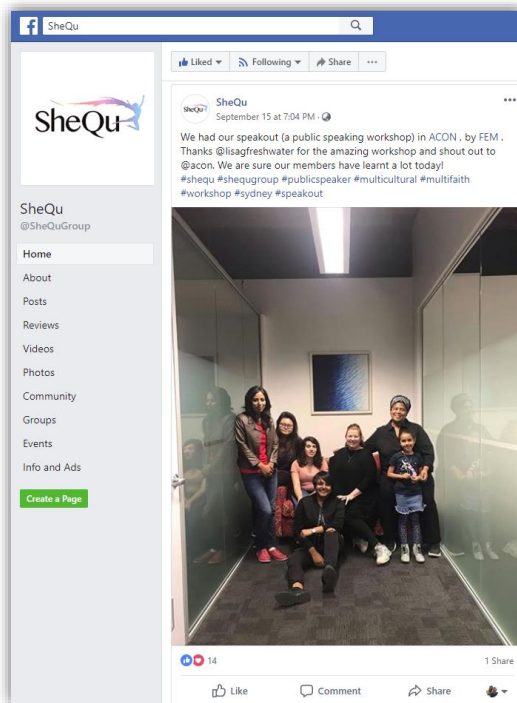 SheQu
SheQu
Liked
Following
Share
SheQu
@SheQuGroup
Home
About
Posts
Reviews
Videos
Photos
Community
Groups
Events
Info and Ads
Create a Page
SheQu
SheQu
September 15 at 7:04 PM ·
We had our speakout (a public speaking workshop) in ACON . by FEM .
Thanks @lisagfreshwater for the amazing workshop and shout out to
@acon. We are sure our members have learnt a lot today!
#shequ #shequgroup #publicspeaker #multicultural #multifaith
#workshop #sydney #speakout
14
1 Share
Like
Comment
Share